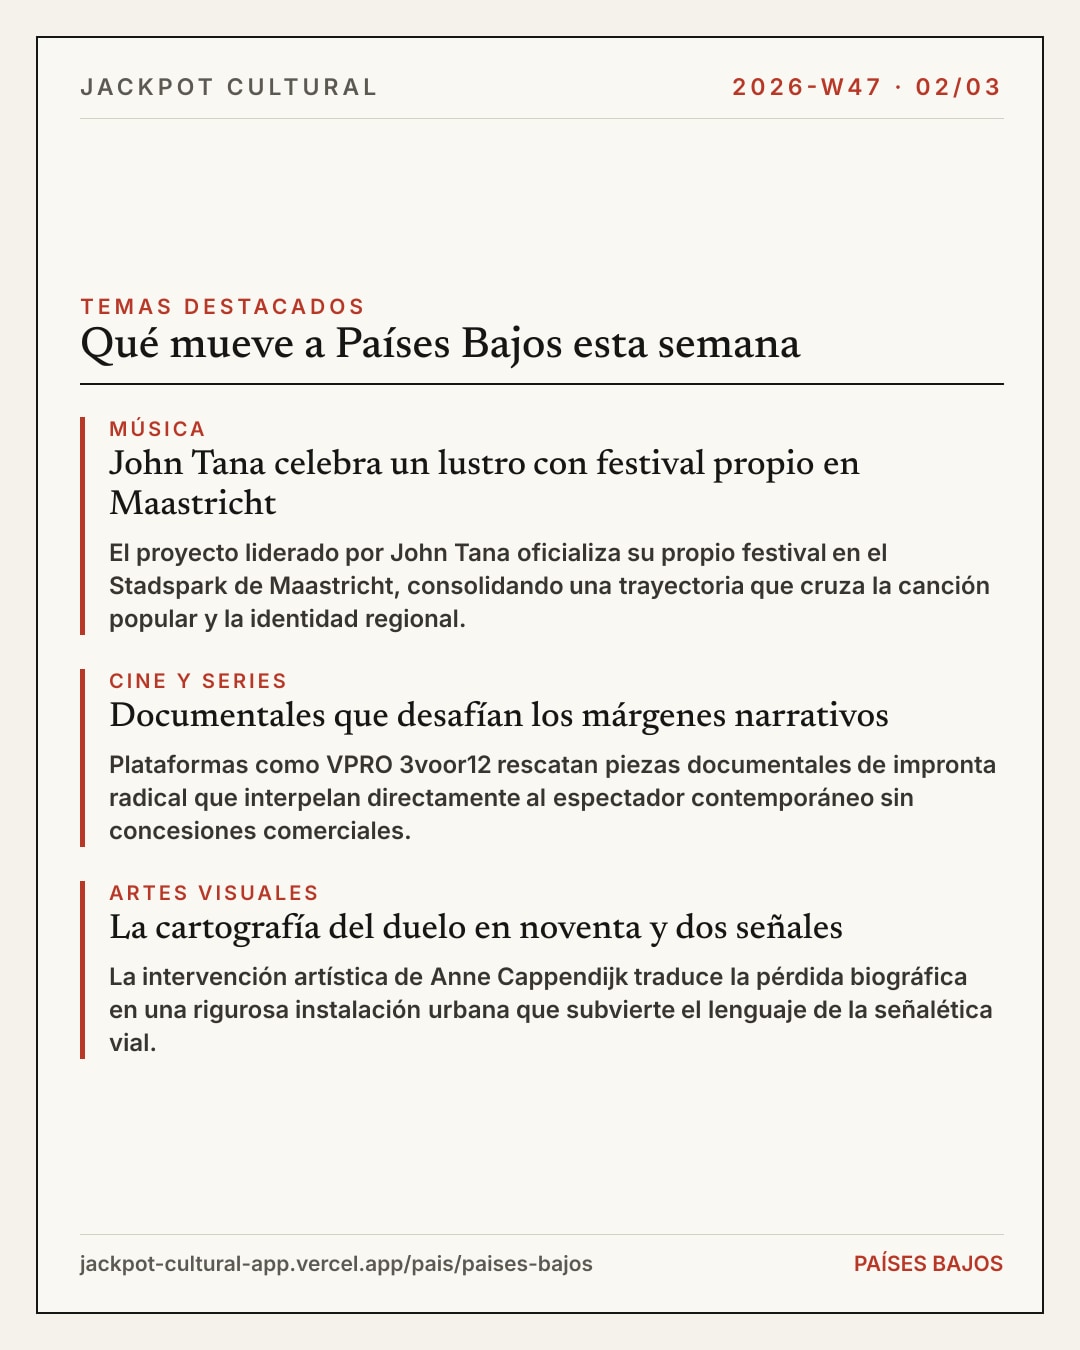 JACKPOT CULTURAL
2026-W47 · 02/03
TEMAS DESTACADOS
Qué mueve a Países Bajos esta semana
MÚSICA
John Tana celebra un lustro con festival propio en
Maastricht
El proyecto liderado por John Tana oficializa su propio festival en el
Stadspark de Maastricht, consolidando una trayectoria que cruza la canción
popular y la identidad regional.
CINE Y SERIES
Documentales que desafían los márgenes narrativos
Plataformas como VPRO 3voor12 rescatan piezas documentales de impronta
radical que interpelan directamente al espectador contemporáneo sin
concesiones comerciales.
ARTES VISUALES
La cartografía del duelo en noventa y dos señales
La intervención artística de Anne Cappendijk traduce la pérdida biográfica
en una rigurosa instalación urbana que subvierte el lenguaje de la señalética
vial.
jackpot-cultural-app.vercel.app/pais/paises-bajos
PAÍSES BAJOS